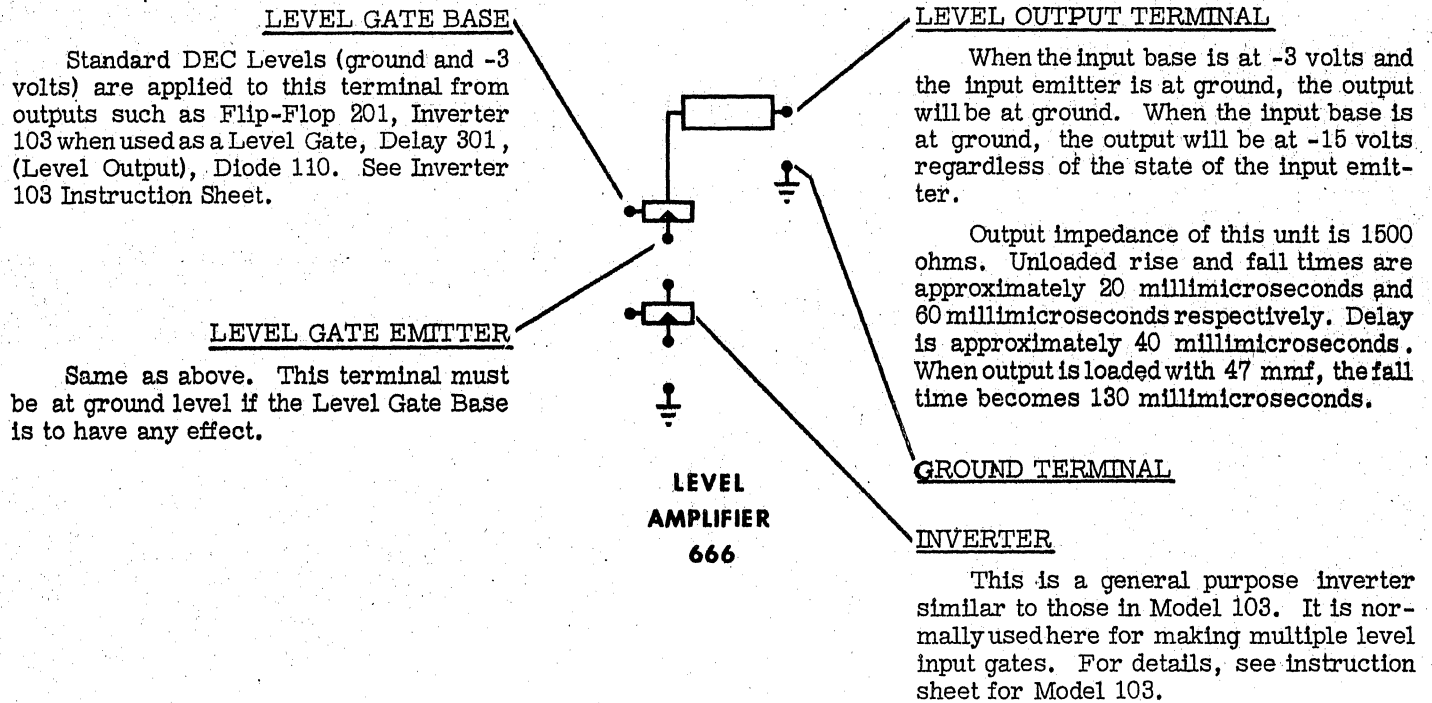 LEVEL GATE BASE
Standard DEC Levels (ground and -3
volts) are applied to this terminal from
outputs such as Flip-Flop 201, Inverter
103 when used as a Level Gate, Delay 301,
(Level Output), Diode 110. See Inverter
103 Instruction Sheet.
LEVEL GATE EMITTER
Same as above. This terminal must
be at ground level if the Level Gate Base
is to have any effect.
LEVEL
AMPLIFIER
666
LEVEL OUTPUT TERMINAL
When the input base is at -3 volts and
the input emitter is at ground, the output
will be at ground. When the input base is
at ground, the output will be at -15 volts
regardless of the state of the input emit-
ter.
Output impedance of this unit is 1500
ohms. Unloaded rise and fall times are
approximately 20 millimicroseconds and
60 millimicroseconds respectively. Delay
is approximately 40 millimicroseconds.
When output is loaded with 47 mmf, the fall
time becomes 130 millimicroseconds.
GROUND TERMINAL
INVERTER
This is a general purpose inverter
similar to those in Model 103. It is nor-
mally used here for making multiple level
input gates. For details, see instruction
sheet for Model 103.